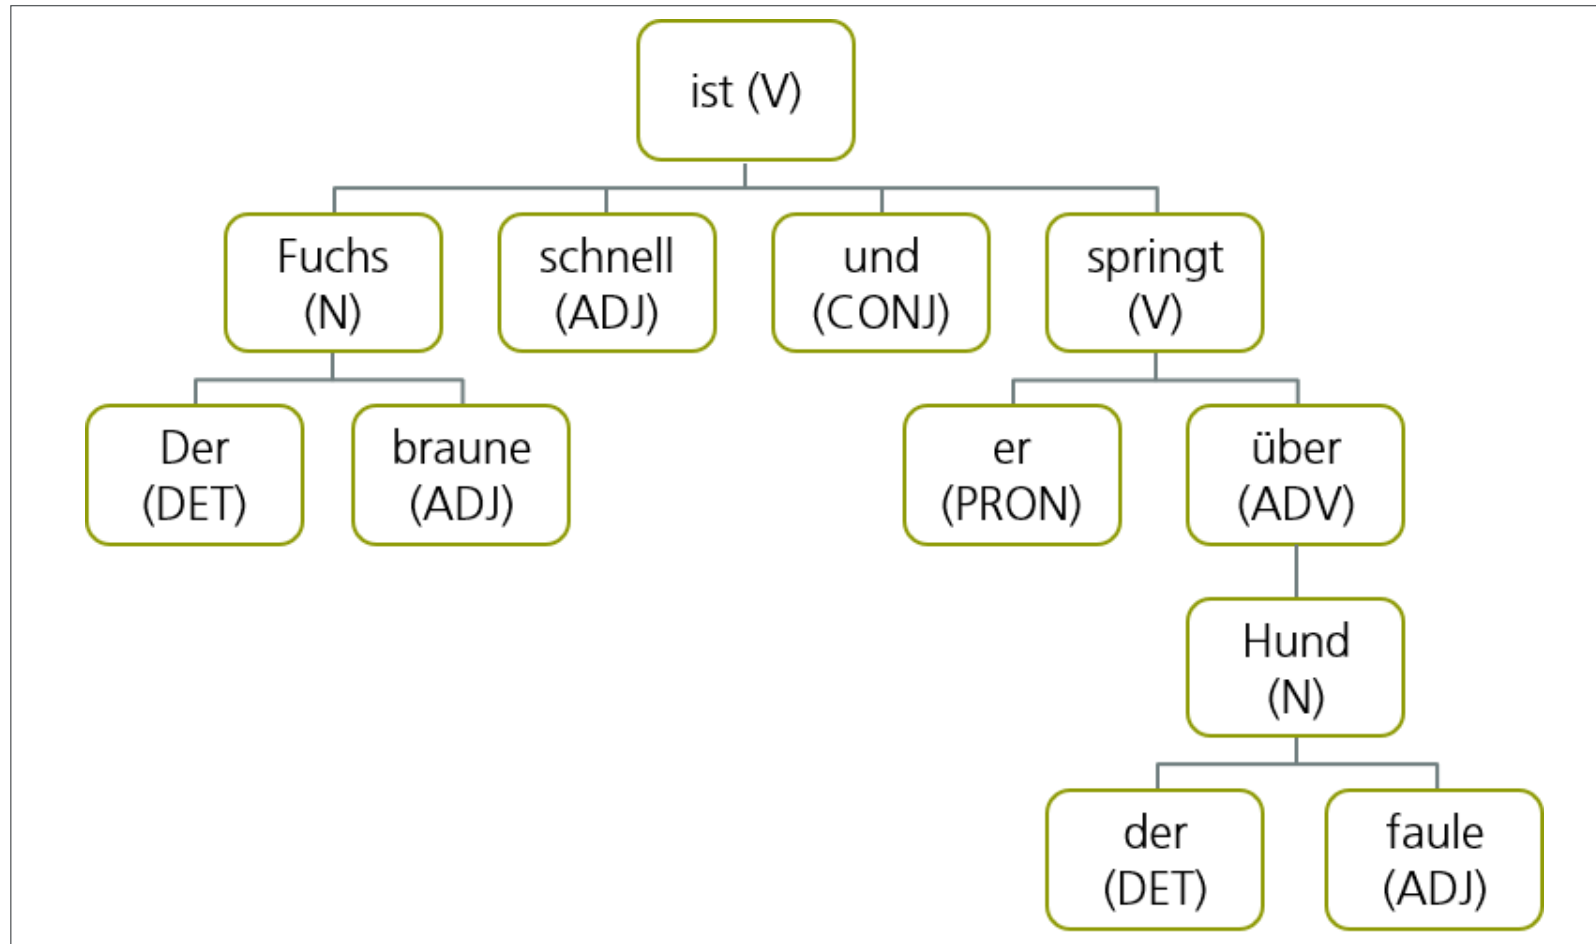 ist (V)
Fuchs
(N)
schnell
(ADJ)
und
(CONJ)
springt
(V)
Der
(DET)
braune
(ADJ)
er
(PRON)
über
(ADV)
Hund
(N)
der
(DET)
faule
(ADJ)